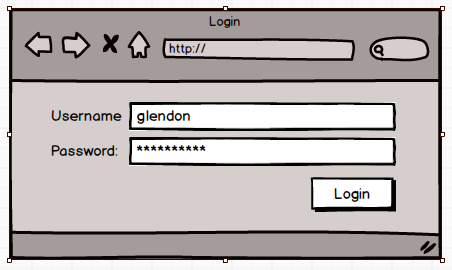 Login
http://
Username glendon
Password: **********
Login